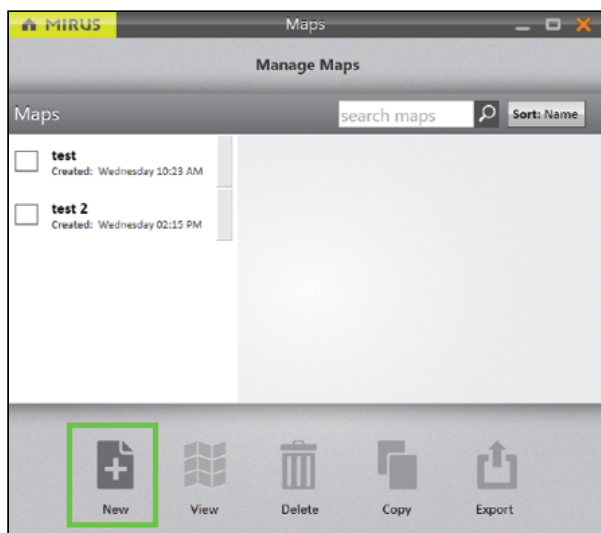 MIRUS Maps
Manage Maps
Maps search maps Sort: Name
test
Created: Wednesday 10:23 AM
test 2
Created: Wednesday 02:15 PM
New View Delete Copy Export